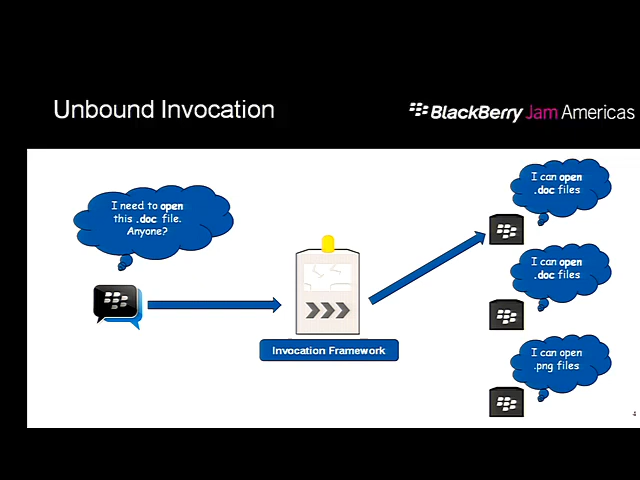 Unbound Invocation
BlackBerry Jam Americas
I need to open
this .doc file.
Anyone?
Invocation Framework
I can open
.doc files
I can open
.doc files
I can open
.png files
4